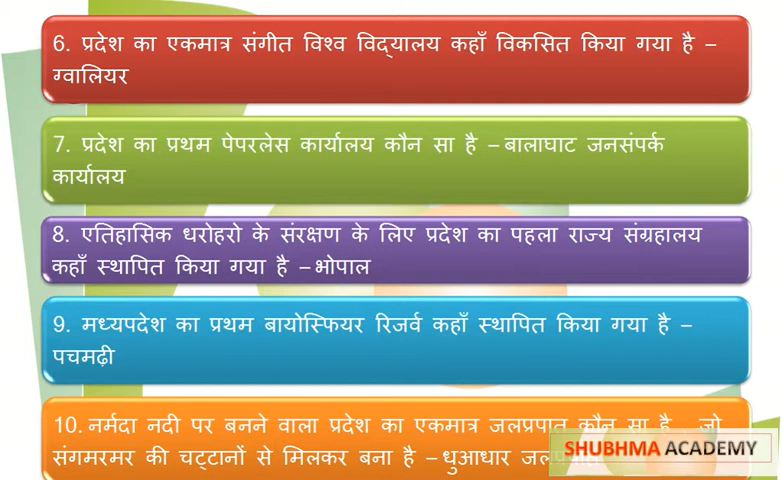 6. प्रदेश का एकमात्र संगीत विश्व विद्यालय कहाँ विकसित किया गया है –
ग्वालियर
7. प्रदेश का प्रथम पेपरलेस कार्यालय कौन सा है – बालाघाट जनसंपर्क
कार्यालय
8. एतिहासिक धरोहरो के संरक्षण के लिए प्रदेश का पहला राज्य संग्रहालय
कहाँ स्थापित किया गया है – भोपाल
9. मध्यपदेश का प्रथम बायोस्फियर रिजर्व कहाँ स्थापित किया गया है –
पचमढ़ी
10. नर्मदा नदी पर बनने वाला प्रदेश का एकमात्र जलप्रपात कौन सा है जो
संगमरमर की चट्टानों से मिलकर बना है – धुआधार जलप्रपात
SHUBHMA ACADEMY